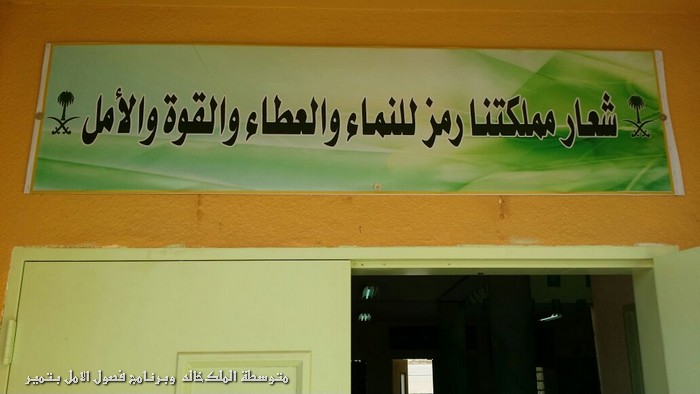 شعار مملكتنا رمز للنماء والعطاء والقوة والأمل
متوسطة الملك خالد وبرنامج فصول الامل بتمير